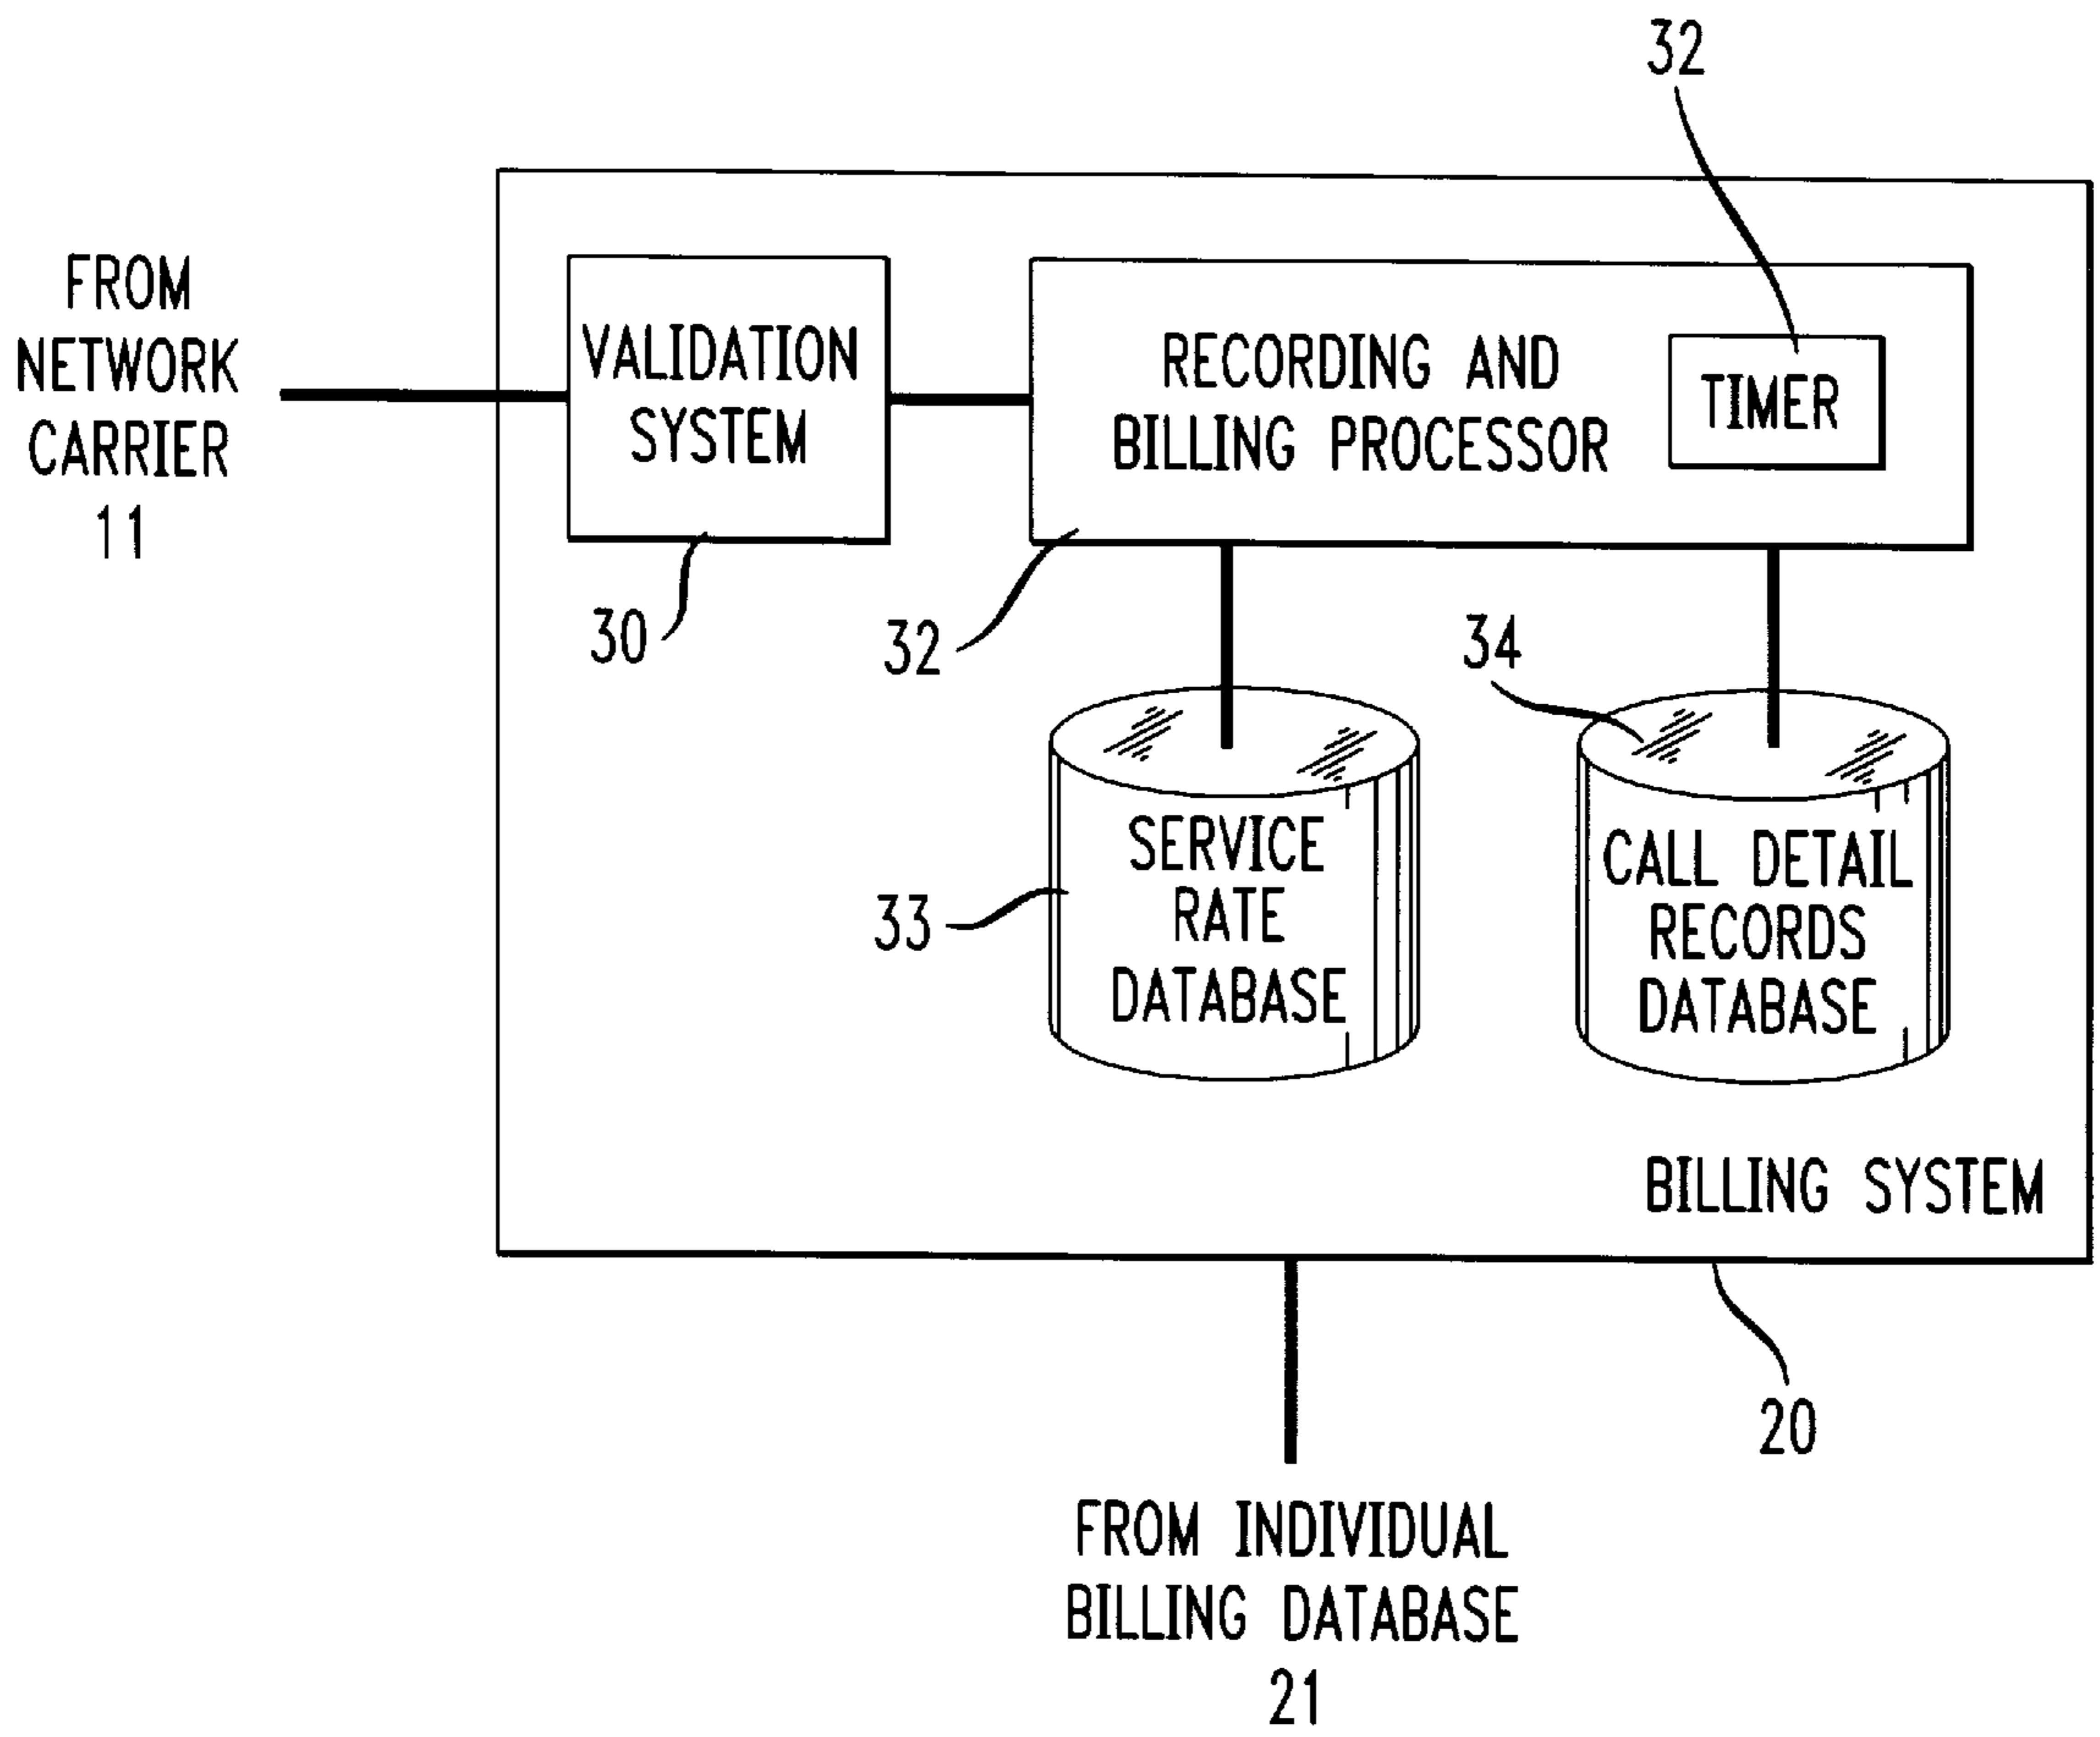 32
FROM
NETWORK
CARRIER
11
VALIDATION
SYSTEM
RECORDING AND
BILLING PROCESSOR
TIMER
30
32
34
33
SERVICE
RATE
DATABASE
CALL DETAIL
RECORDS
DATABASE
BILLING SYSTEM
20
FROM INDIVIDUAL
BILLING DATABASE
21